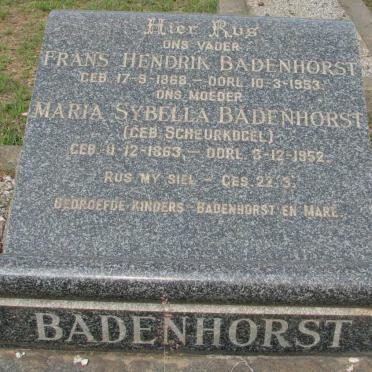 Hier Rus
ONS VADER
FRANS HENDRIK BADENHORST
GEB. 17-9-1868 – OORL. 10-3-1953.
ONS MOEDER
MARIA SYBELLA BADENHORST
(GEB. SCHEURKOGEL)
GEB. 9-12-1863, – OORL. 3-12-1952.
RUS MY SIEL – GES. 22:3.
BEDROEFDE KINDERS – BADENHORST EN MARÉ.
BADENHORST